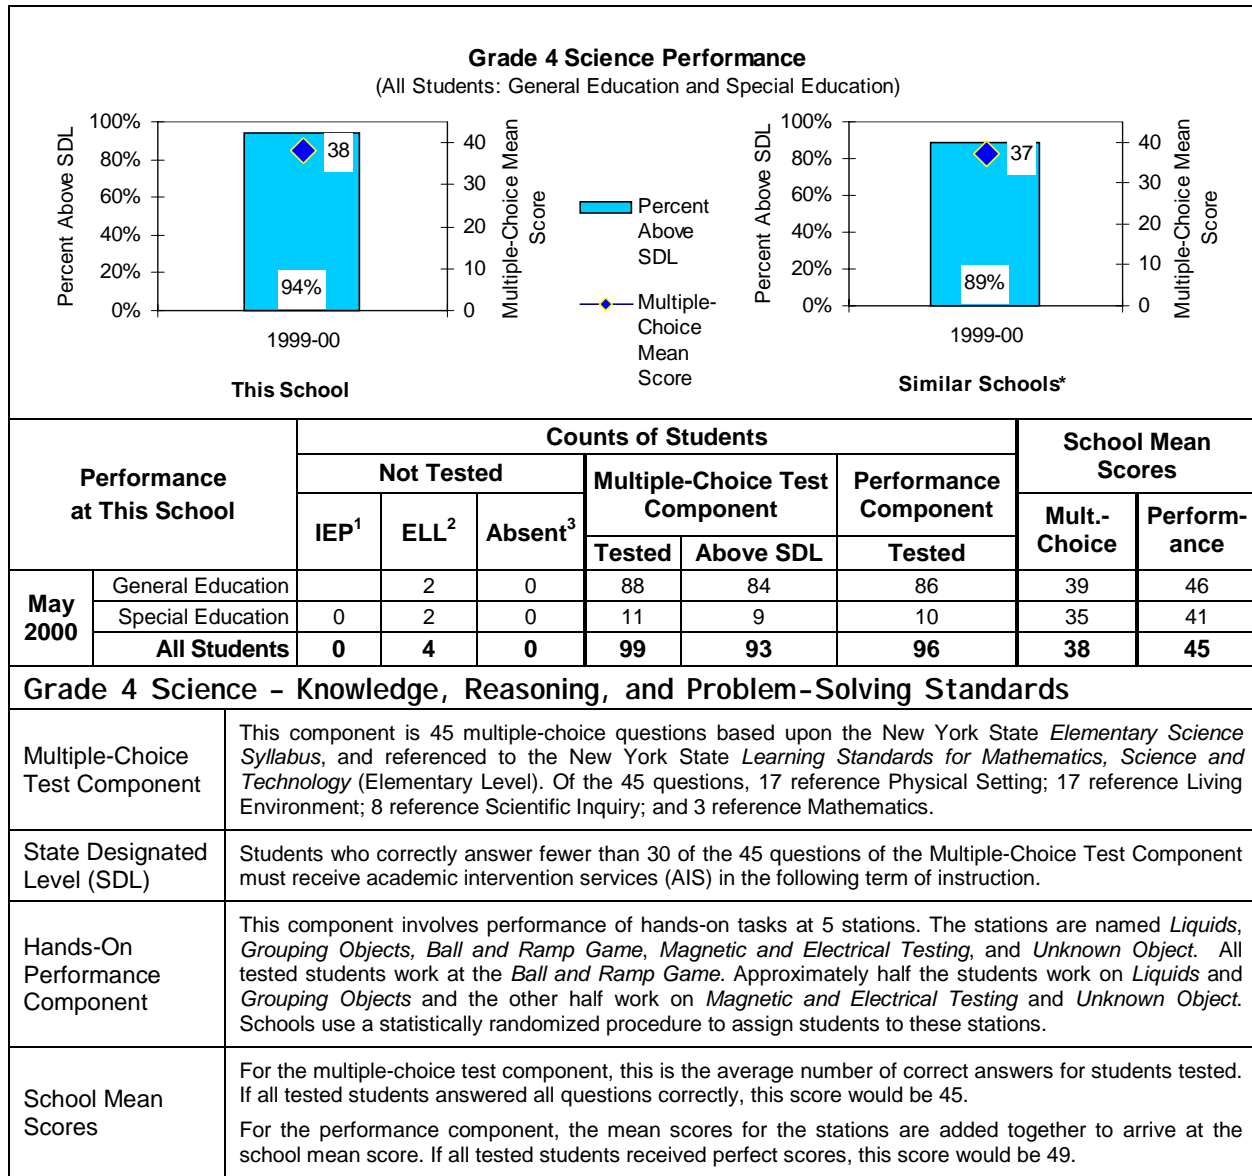 Grade 4 Science Performance
(All Students: General Education and Special Education)
Percent Above SDL
100%
80%
60%
40%
20%
0%
38
94%
40
30
20
10
0
Multiple-Choice Mean
Score
1999-00
This School
Percent
Above
SDL
Multiple-
Choice
Mean
Score
Percent Above SDL
100%
80%
60%
40%
20%
0%
37
89%
40
30
20
10
0
Multiple-Choice Mean
Score
1999-00
Similar Schools*
Performance
at This School
Counts of Students
School Mean
Scores
Not Tested
Multiple-Choice Test
Component
Performance
Component
IEP1 ELL2 Absent3
Tested Above SDL Tested
Mult.-
Choice
Perform-
ance
May
2000
General Education 2 0 88 84 86 39 46
Special Education 0 2 0 11 9 10 35 41
All Students 0 4 0 99 93 96 38 45
Grade 4 Science – Knowledge, Reasoning, and Problem-Solving Standards
Multiple-Choice
Test Component
This component is 45 multiple-choice questions based upon the New York State Elementary Science
Syllabus, and referenced to the New York State Learning Standards for Mathematics, Science and
Technology (Elementary Level). Of the 45 questions, 17 reference Physical Setting; 17 reference Living
Environment; 8 reference Scientific Inquiry; and 3 reference Mathematics.
State Designated
Level (SDL)
Students who correctly answer fewer than 30 of the 45 questions of the Multiple-Choice Test Component
must receive academic intervention services (AIS) in the following term of instruction.
Hands-On
Performance
Component
This component involves performance of hands-on tasks at 5 stations. The stations are named Liquids,
Grouping Objects, Ball and Ramp Game, Magnetic and Electrical Testing, and Unknown Object. All
tested students work at the Ball and Ramp Game. Approximately half the students work on Liquids and
Grouping Objects and the other half work on Magnetic and Electrical Testing and Unknown Object.
Schools use a statistically randomized procedure to assign students to these stations.
School Mean
Scores
For the multiple-choice test component, this is the average number of correct answers for students tested.
If all tested students answered all questions correctly, this score would be 45.
For the performance component, the mean scores for the stations are added together to arrive at the
school mean score. If all tested students received perfect scores, this score would be 49.